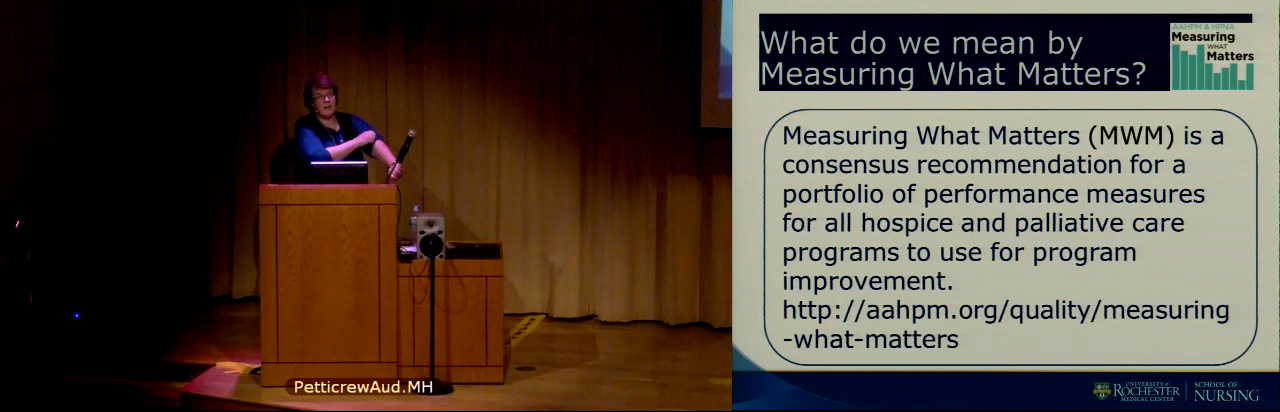 What do we mean by
Measuring What Matters?
AAHPM & HPNA
Measuring
WHAT
Matters
Measuring What Matters (MWM) is a
consensus recommendation for a
portfolio of performance measures
for all hospice and palliative care
programs to use for program
improvement.
http://aahpm.org/quality/measuring
-what-matters
PetticrewAud.MH
UNIVERSITY of
ROCHESTER
MEDICAL CENTER
SCHOOL OF
NURSING